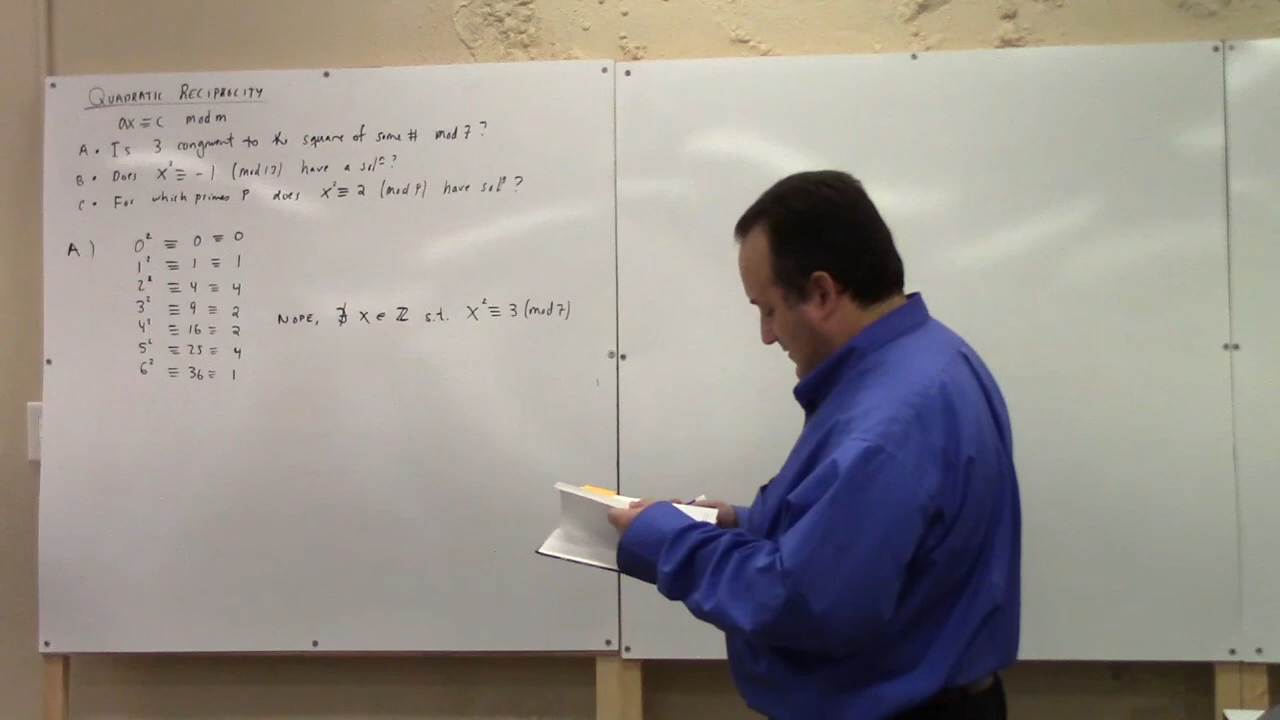 QUADRATIC RECIPROCITY
ax ≡ c mod m
A • Is 3 congruent to the square of some # mod 7?
B • Does x² ≡ -1 (mod 13) have a solⁿ?
C • For which primes P does x² ≡ 2 (mod P) have solⁿ?
A) 0² ≡ 0 ≡ 0
1² ≡ 1 ≡ 1
2² ≡ 4 ≡ 4
3² ≡ 9 ≡ 2
NOPE, ∄ x ∈ ℤ s.t. x² ≡ 3 (mod 7)
4² ≡ 16 ≡ 2
5² ≡ 25 ≡ 4
6² ≡ 36 ≡ 1